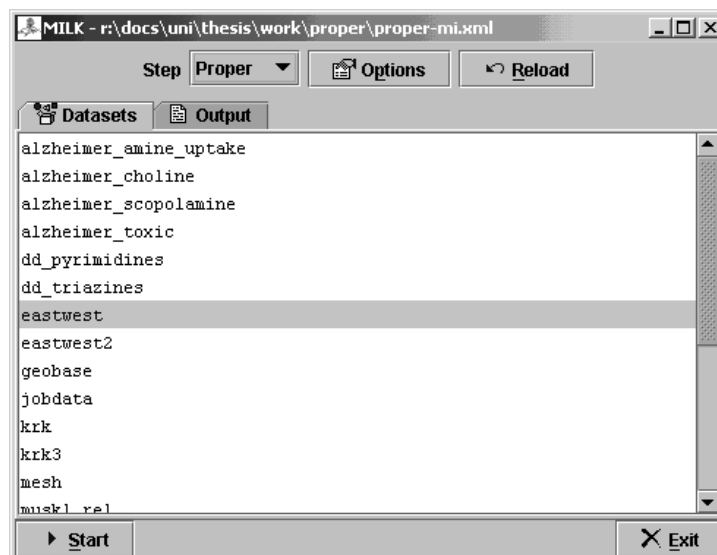 MILK - r:\docs\uni\thesis\work\proper\proper-mi.xml
Step Proper Options Reload
Datasets Output
alzheimer_amine_uptake
alzheimer_choline
alzheimer_scopolamine
alzheimer_toxic
dd_pyrimidines
dd_triazines
eastwest
eastwest2
geobase
jobdata
krk
krk3
mesh
musk1_rel
Start Exit